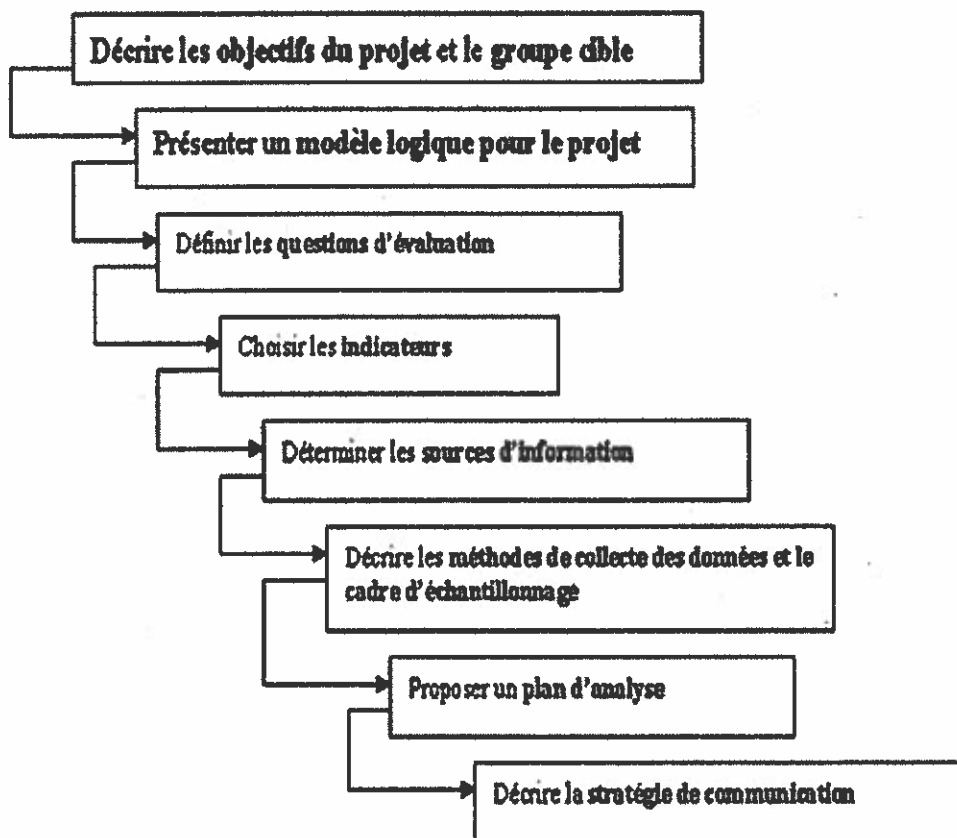 Décrire les objectifs du projet et le groupe cible
Présenter un modèle logique pour le projet
Définir les questions d'évaluation
Choisir les indicateurs
Déterminer les sources d'information
Décrire les méthodes de collecte des données et le
cadre d'échantillonnage
Proposer un plan d'analyse
Décrire la stratégie de communication